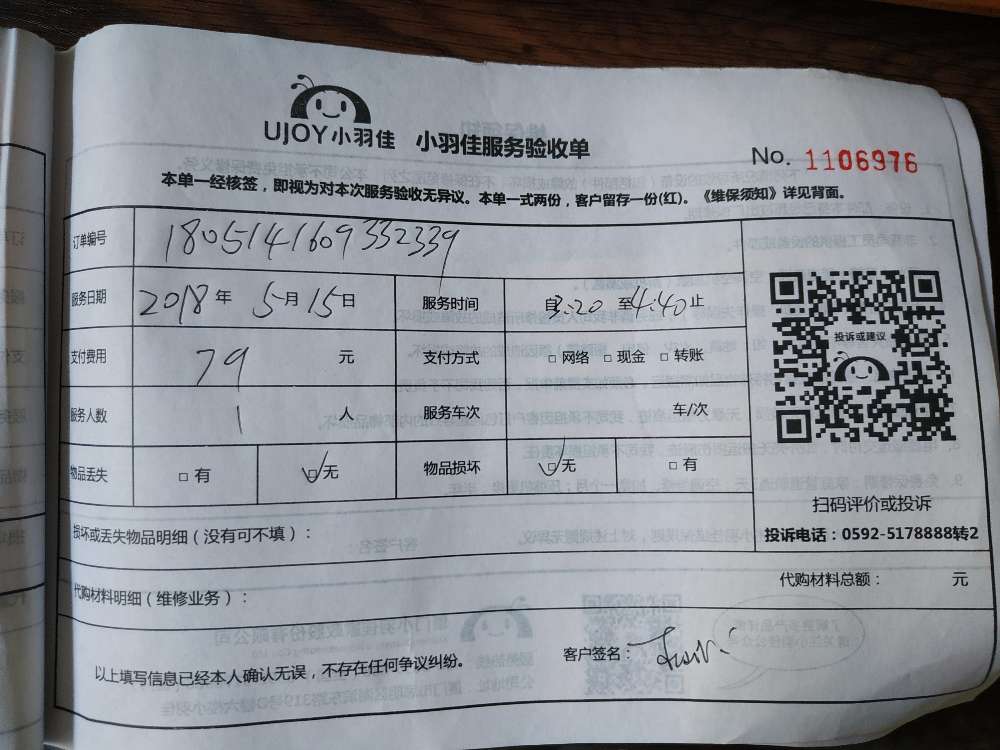 UJOY小羽佳 小羽佳服务验收单
No. 1106976
本单一经核签，即视为对本次服务验收无异议。本单一式两份，客户留存一份(红)。《维保须知》详见背面。
订单编号 1805141609332339
服务日期 2018年 5月15日 服务时间 自3:20 至4:40止
投诉或建议
支付费用 79 元 支付方式 □ 网络 □ 现金 □ 转账
服务人数 1 人 服务车次 车/次
物品丢失 □ 有 □ 无 物品损坏 □ 无 □ 有
扫码评价或投诉
损坏或丢失物品明细（没有可不填）：
投诉电话：0592-5178888转2
代购材料明细（维修业务）：
代购材料总额： 元
以上填写信息已经本人确认无误，不存在任何争议纠纷。
客户签名：